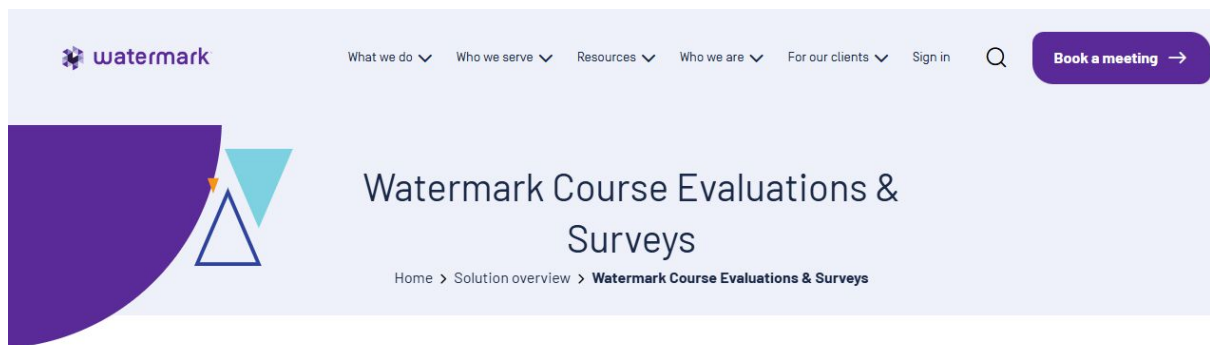 watermark
What we do
Who we serve
Resources
Who we are
For our clients
Sign in
Book a meeting →
Watermark Course Evaluations &
Surveys
Home > Solution overview > Watermark Course Evaluations & Surveys